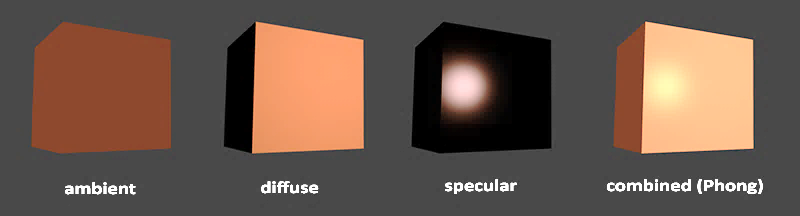 ambient
diffuse
specular
combined (Phong)